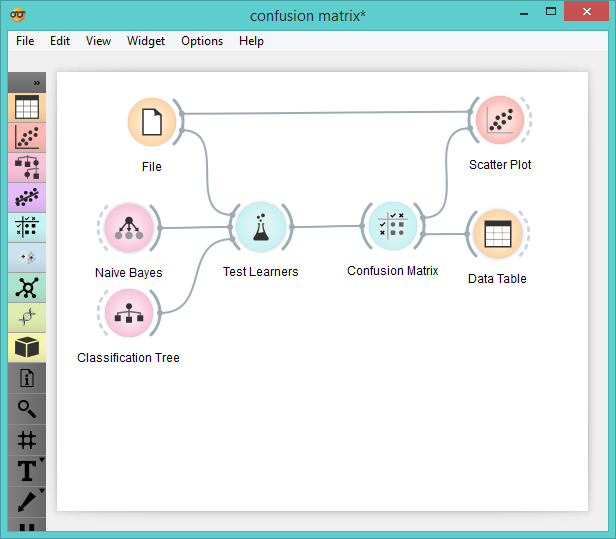 confusion matrix*
File Edit View Widget Options Help
»
File
Scatter Plot
Naive Bayes
Test Learners
Confusion Matrix
Data Table
Classification Tree
T